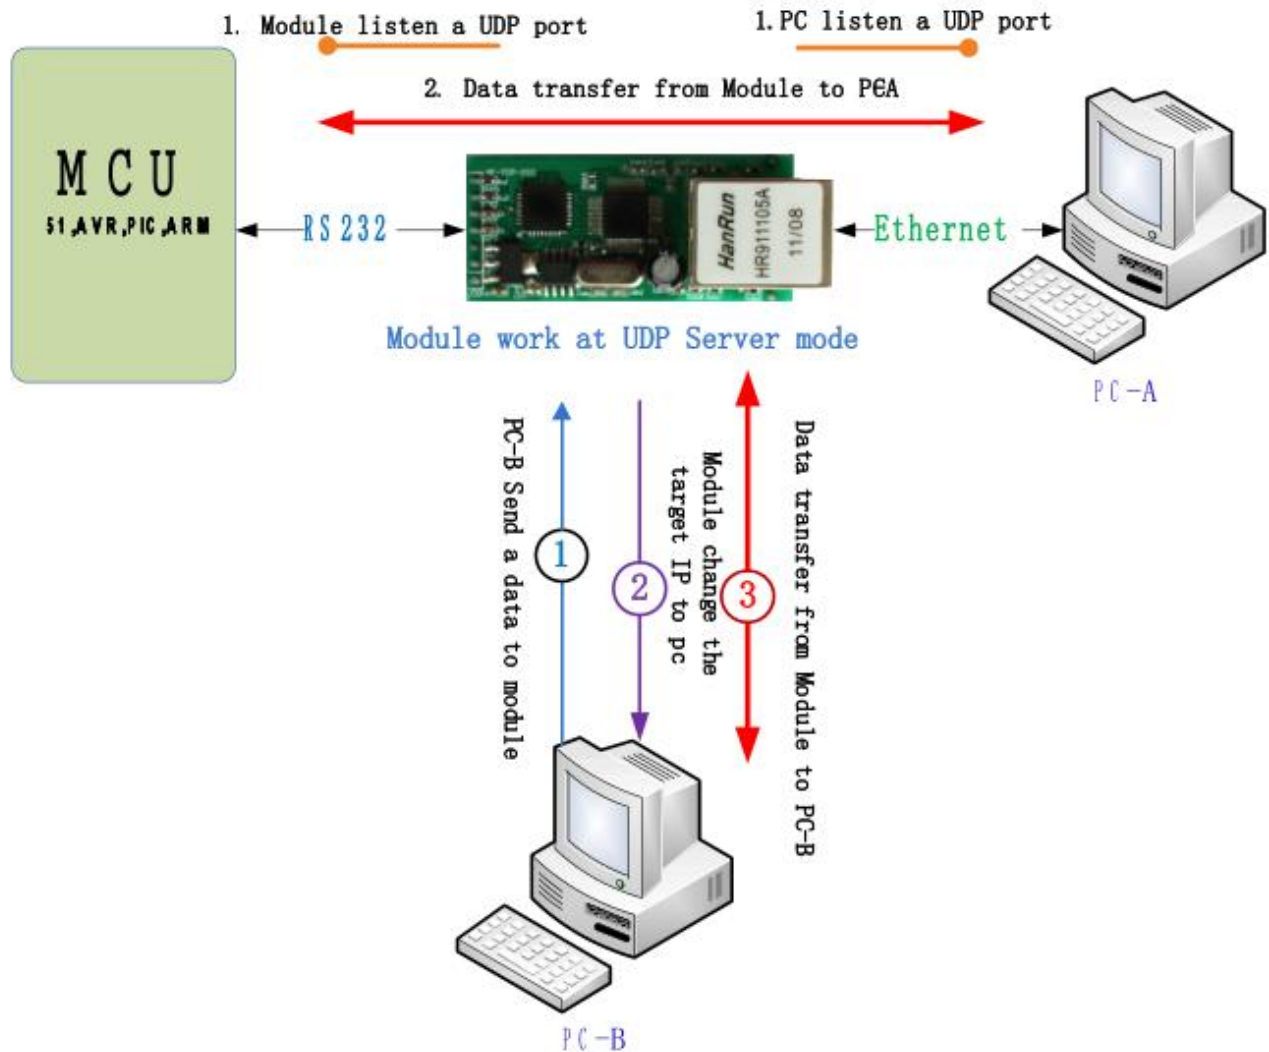 1. Module listen a UDP port
1. PC listen a UDP port
2. Data transfer from Module to PCA
MCU
51,AVR,PIC,ARM
RS232
HanRun
HR911105A
11/08
Ethernet
Module work at UDP Server mode
PC-A
PC-B Send a data to module
1
2
Module change the
target IP to pc
3
Data transfer from Module to PC-B
PC-B